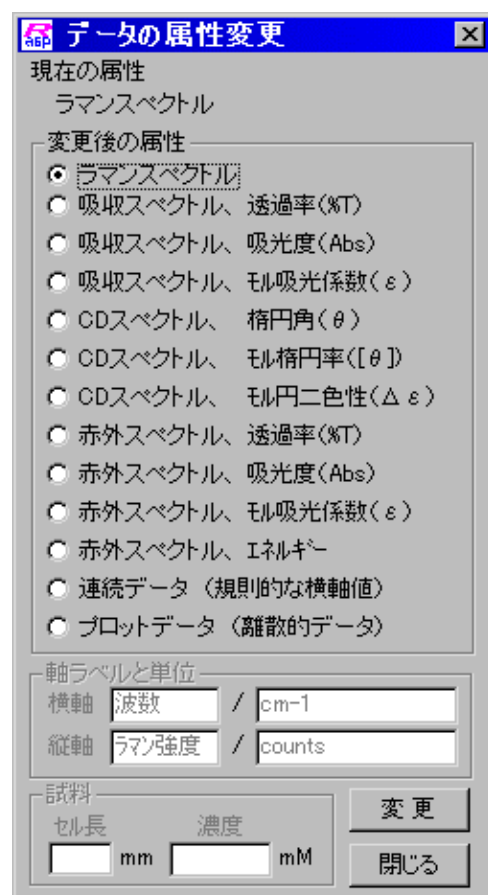 データの属性変更
現在の属性
ラマンスペクトル
変更後の属性
ラマンスペクトル
吸収スペクトル、透過率(%T)
吸収スペクトル、吸光度(Abs)
吸収スペクトル、ﾓﾙ吸光係数(ε)
CDスペクトル、 楕円角(θ)
CDスペクトル、 ﾓﾙ楕円率([θ])
CDスペクトル、 ﾓﾙ円二色性(Δε)
赤外スペクトル、透過率(%T)
赤外スペクトル、吸光度(Abs)
赤外スペクトル、ﾓﾙ吸光係数(ε)
赤外スペクトル、ｴﾈﾙｷﾞｰ
連続データ（規則的な横軸値）
プロットデータ（離散的データ）
軸ラベルと単位
横軸 波数 / cm-1
縦軸 ﾗﾏﾝ強度 / counts
試料
セル長 濃度
mm mM
変更
閉じる